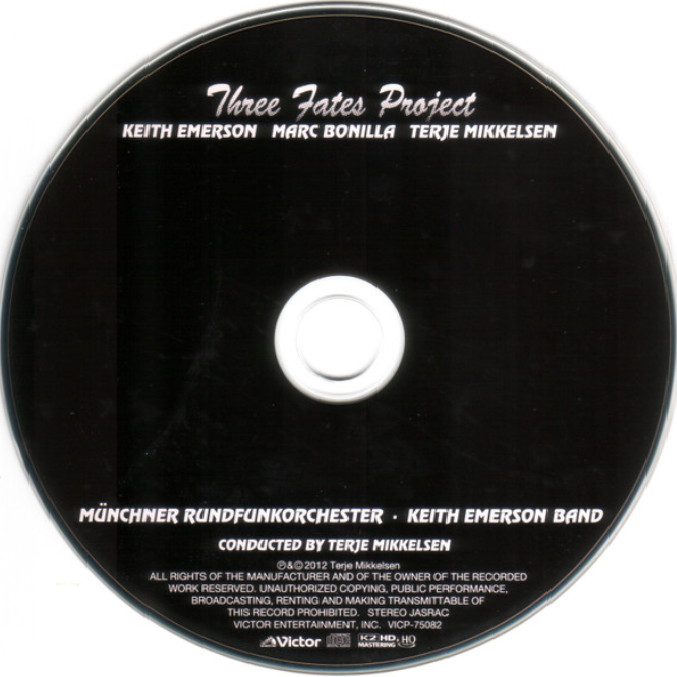 Three Fates Project
KEITH EMERSON MARC BONILLA TERJE MIKKELSEN
MÜNCHNER RUNDFUNKORCHESTER · KEITH EMERSON BAND
CONDUCTED BY TERJE MIKKELSEN
℗&©2012 Terje Mikkelsen
ALL RIGHTS OF THE MANUFACTURER AND OF THE OWNER OF THE RECORDED
WORK RESERVED. UNAUTHORIZED COPYING, PUBLIC PERFORMANCE,
BROADCASTING, RENTING AND MAKING TRANSMITTABLE OF
THIS RECORD PROHIBITED. STEREO JASRAC
VICTOR ENTERTAINMENT, INC. VICP-75082
Victor K2 HD MASTERING HQ